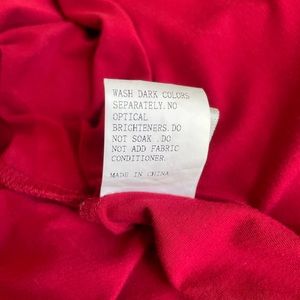 WASH DARK COLORS
SEPARATELY.NO
OPTICAL
BRIGHTENERS.DO
NOT SOAK .DO
NOT ADD FABRIC
CONDITIONER.
MADE IN CHINA